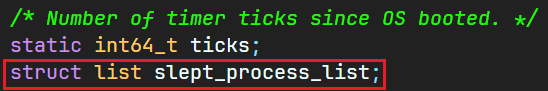 /* Number of timer ticks since OS booted. */
static int64_t ticks;
struct list slept_process_list;